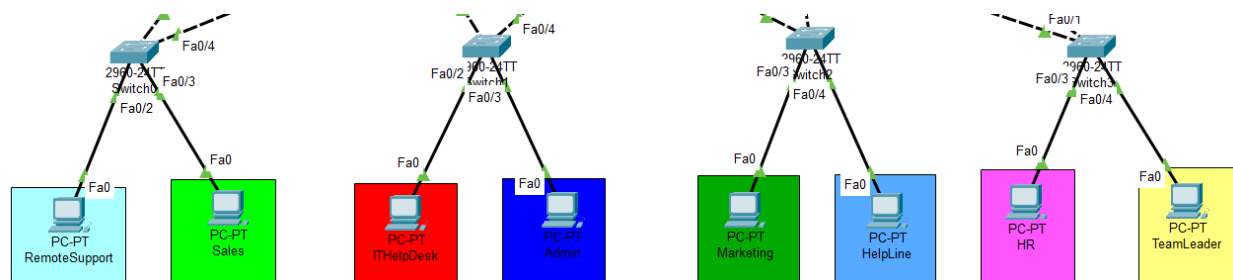 Fa0/4
2960-24TT
Switch0
Fa0/3
Fa0/2
Fa0
Fa0
PC-PT
RemoteSupport
PC-PT
Sales
Fa0/4
Fa0/2
2960-24TT
Switch1
Fa0/3
Fa0
Fa0
PC-PT
ITHelpDesk
PC-PT
Admin
2960-24TT
Fa0/3
Switch2
Fa0/4
Fa0
Fa0
PC-PT
Marketing
PC-PT
HelpLine
Fa0/1
2960-24TT
Fa0/3
Switch3
Fa0/4
Fa0
Fa0
PC-PT
HR
PC-PT
TeamLeader